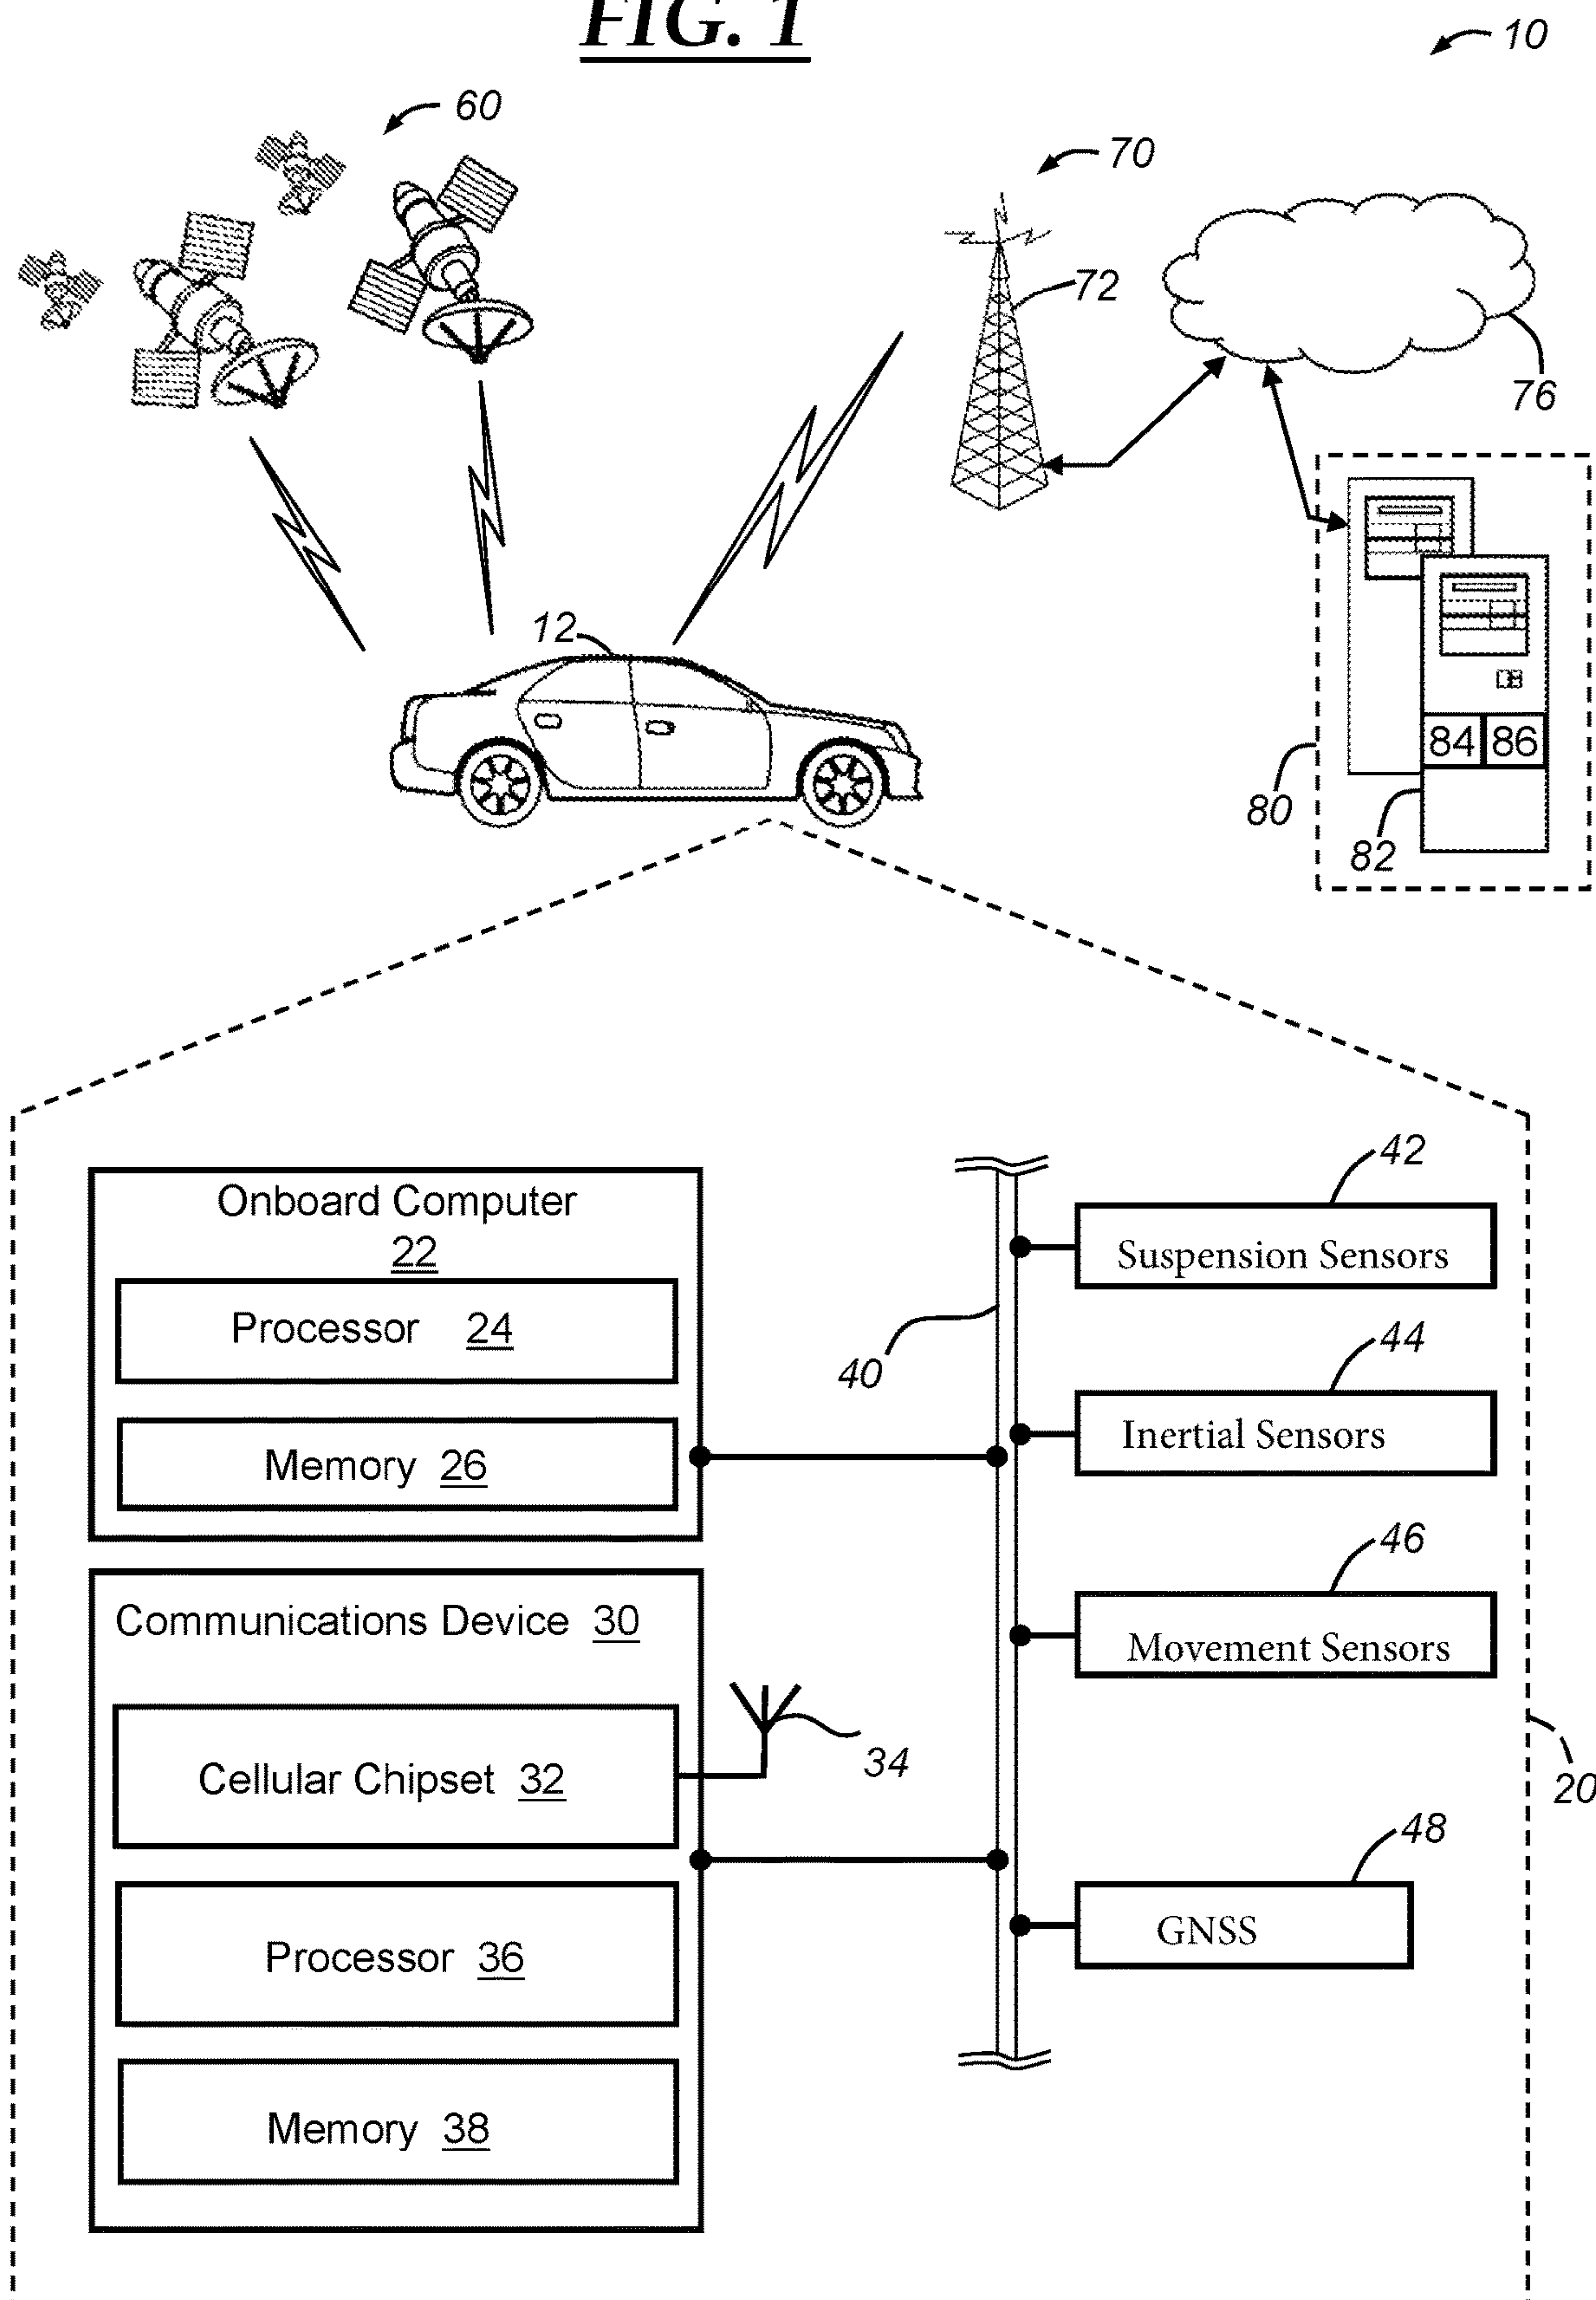 FIG. 1
10
60
70
72
76
12
84 86
80
82
42
Onboard Computer
22
Suspension Sensors
Processor 24
40
44
Inertial Sensors
Memory 26
46
Communications Device 30
Movement Sensors
34
Cellular Chipset 32
20
48
GNSS
Processor 36
Memory 38